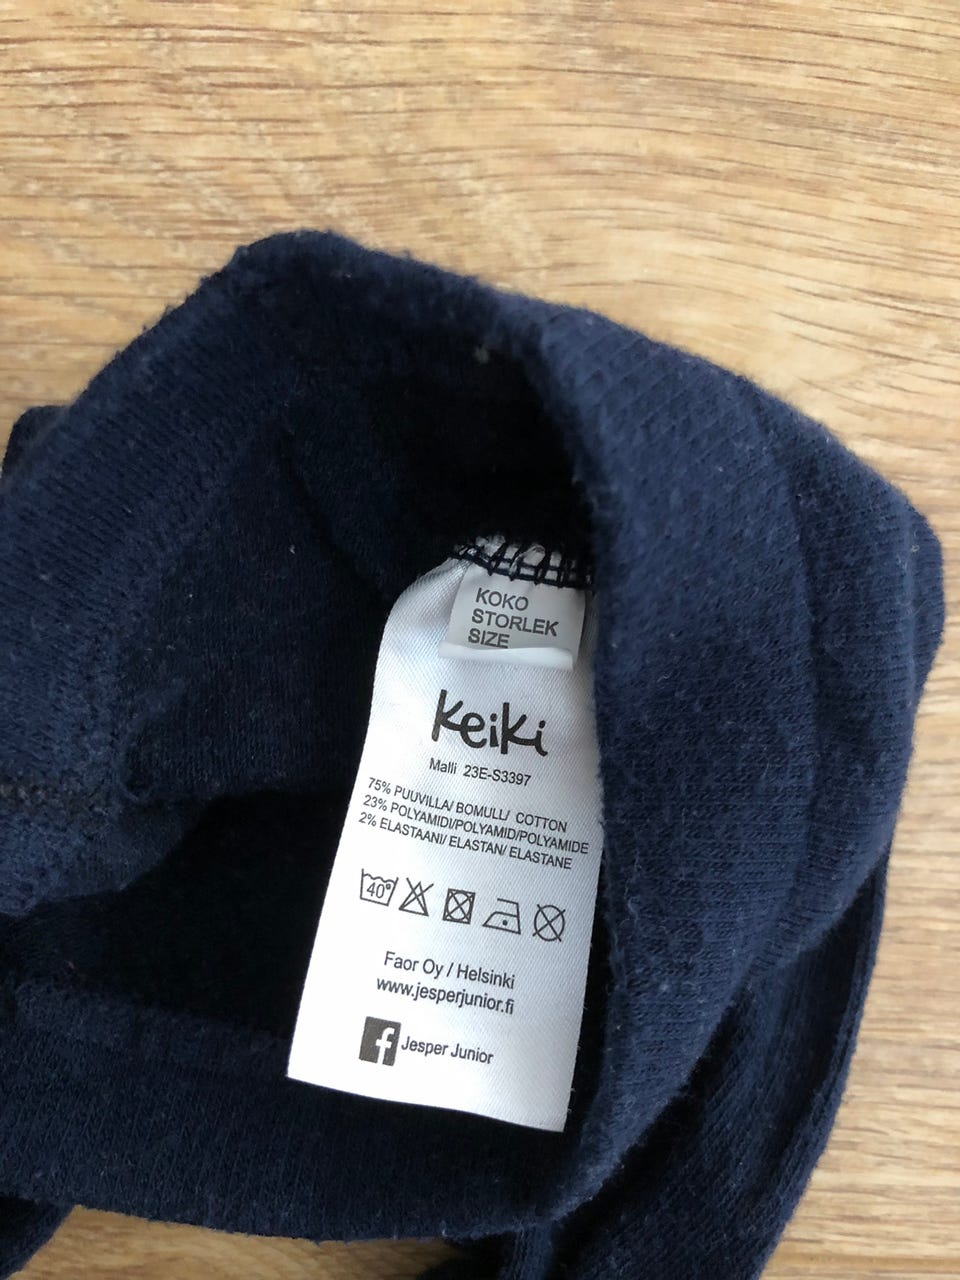 KOKO
STORLEK
SIZE
keiki
Malli 23E-S3397
75% PUUVILLA/ BOMULL/ COTTON
23% POLYAMIDI/POLYAMID/POLYAMIDE
2% ELASTAANI/ ELASTAN/ ELASTANE
40°
Faor Oy / Helsinki
www.jesperjunior.fi
f Jesper Junior